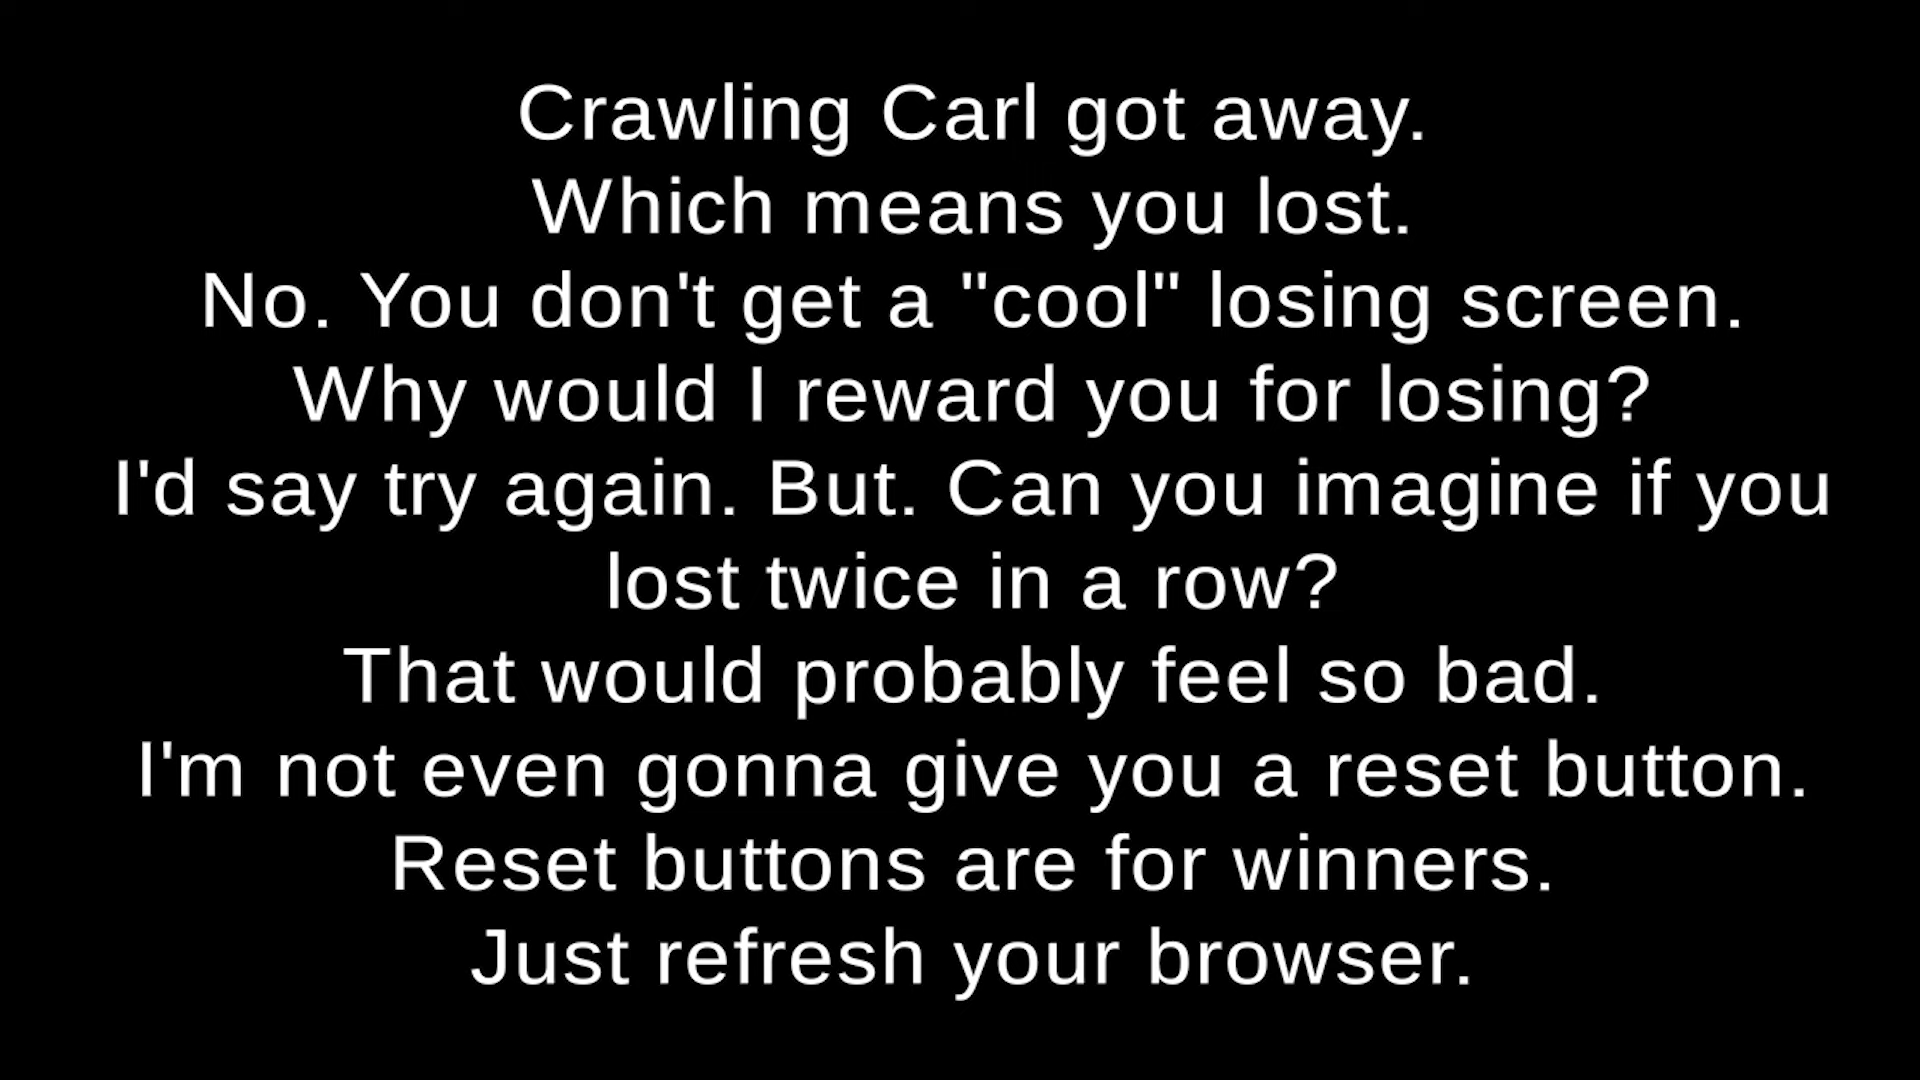 Crawling Carl got away.
Which means you lost.
No. You don't get a "cool" losing screen.
Why would I reward you for losing?
I'd say try again. But. Can you imagine if you
lost twice in a row?
That would probably feel so bad.
I'm not even gonna give you a reset button.
Reset buttons are for winners.
Just refresh your browser.